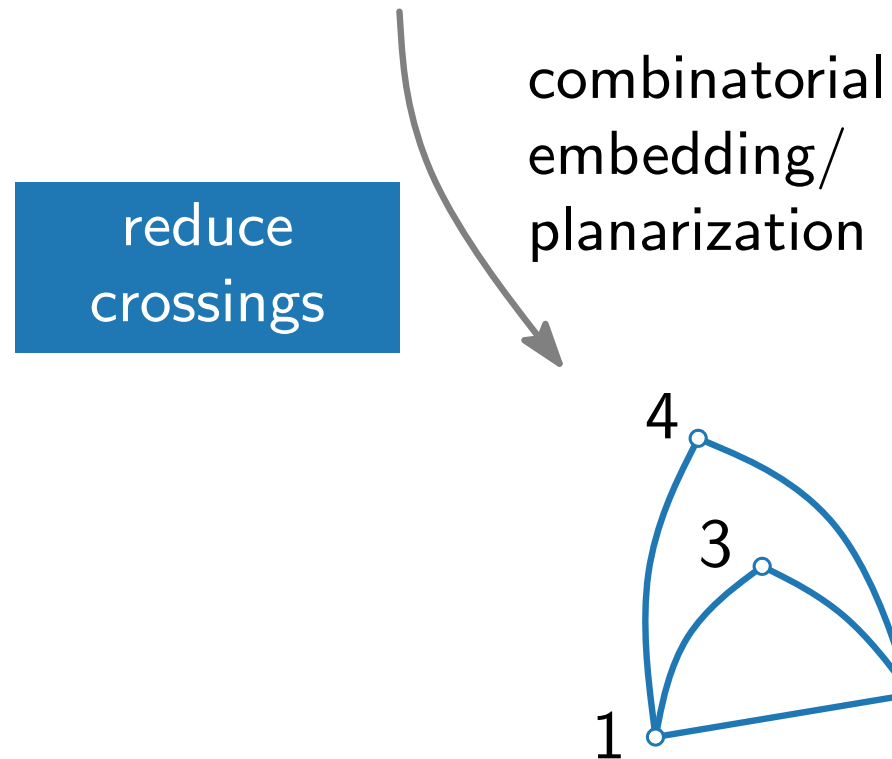 combinatorial
embedding/
planarization
reduce
crossings
4
3
1